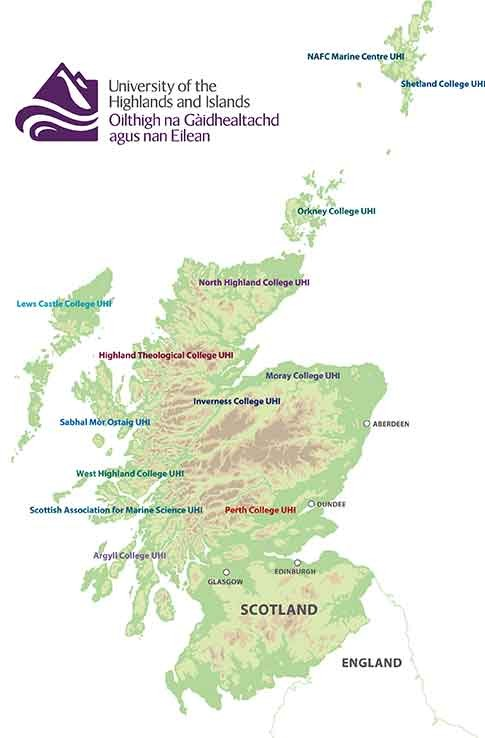 NAFC Marine Centre UHI
Shetland College UHI
University of the
Highlands and Islands
Oilthigh na Gàidhealtachd
agus nan Eilean
Orkney College UHI
North Highland College UHI
Lews Castle College UHI
Highland Theological College UHI
Moray College UHI
Inverness College UHI
Sabhal Mòr Ostaig UHI
ABERDEEN
West Highland College UHI
DUNDEE
Scottish Association for Marine Science UHI
Perth College UHI
Argyll College UHI
EDINBURGH
GLASGOW
SCOTLAND
ENGLAND